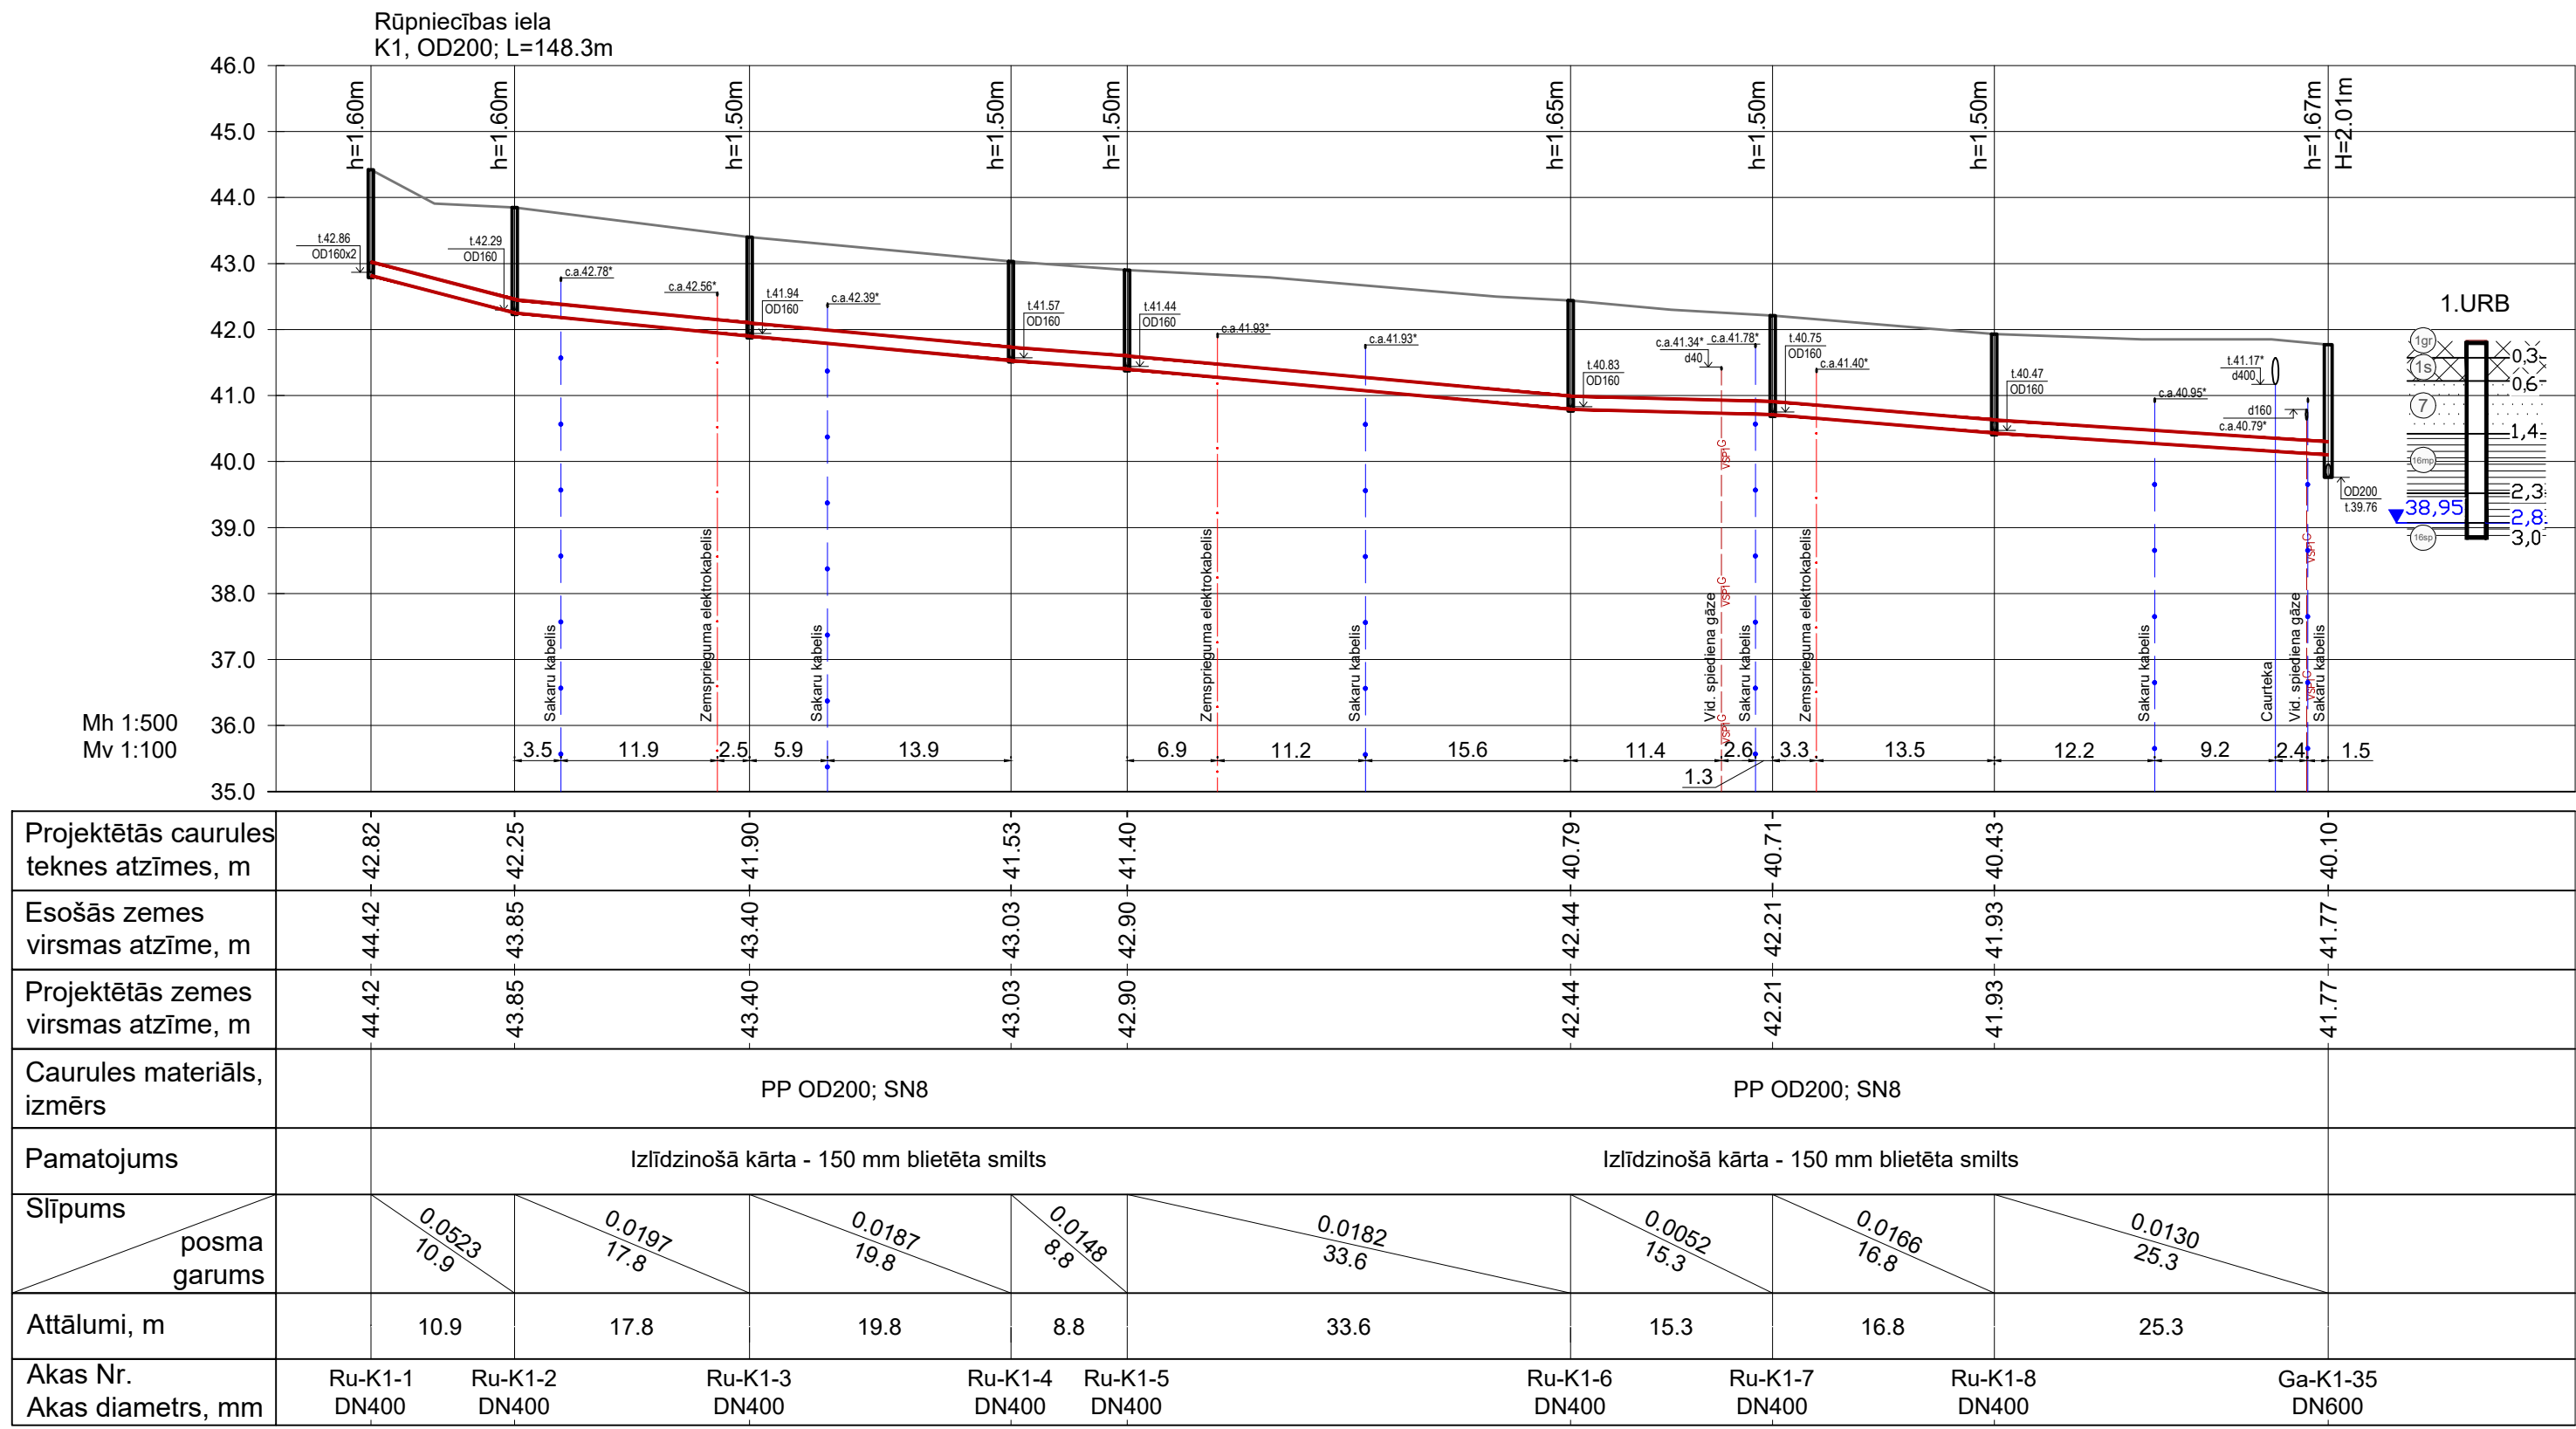 Rūpniecības iela
K1, OD200; L=148.3m
46.0
45.0
44.0
43.0
42.0
41.0
40.0
39.0
38.0
37.0
36.0
35.0
Mh 1:500
Mv 1:100
h=1.60m
h=1.60m
h=1.50m
h=1.50m
h=1.50m
h=1.65m
h=1.50m
h=1.50m
h=1.67m
H=2.01m
t.42.86
OD160x2
t.42.29
OD160
c.a.42.78*
c.a.42.56*
t.41.94
OD160
c.a.42.39*
t.41.57
OD160
t.41.44
OD160
c.a.41.93*
c.a.41.93*
t.40.83
OD160
c.a.41.34*
d40
c.a.41.78*
t.40.75
OD160
c.a.41.40*
t.40.47
OD160
c.a.40.95*
t.41.17*
d400
d160
c.a.40.79*
OD200
t.39.76
1.URB
1gr
1s
7
16mp
16sp
0,3
0,6
1,4
2,3
2,8
3,0
38,95
Sakaru kabelis
Zemsprieguma elektrokabelis
Sakaru kabelis
Zemsprieguma elektrokabelis
Sakaru kabelis
Vid. spiediena gāze
Sakaru kabelis
Zemsprieguma elektrokabelis
Sakaru kabelis
Caurteka
Vid. spiediena gāze
Sakaru kabelis
VSP|G
VSP|G
VSP|G
VSP|G
VSP|G
3.5 11.9 2.5 5.9 13.9 6.9 11.2 15.6 11.4 2.6 3.3 13.5 12.2 9.2 2.4 1.5
1.3
Projektētās caurules
teknes atzīmes, m
42.82 42.25 41.90 41.53 41.40 40.79 40.71 40.43 40.10
Esošās zemes
virsmas atzīme, m
44.42 43.85 43.40 43.03 42.90 42.44 42.21 41.93 41.77
Projektētās zemes
virsmas atzīme, m
44.42 43.85 43.40 43.03 42.90 42.44 42.21 41.93 41.77
Caurules materiāls,
izmērs
PP OD200; SN8 PP OD200; SN8
Pamatojums
Izlīdzinošā kārta - 150 mm blietēta smilts Izlīdzinošā kārta - 150 mm blietēta smilts
Slīpums
posma
garums
0.0523 0.0197 0.0187 0.0148 0.0182 0.0052 0.0166 0.0130
10.9 17.8 19.8 8.8 33.6 15.3 16.8 25.3
Attālumi, m
10.9 17.8 19.8 8.8 33.6 15.3 16.8 25.3
Akas Nr.
Akas diametrs, mm
Ru-K1-1 Ru-K1-2 Ru-K1-3 Ru-K1-4 Ru-K1-5 Ru-K1-6 Ru-K1-7 Ru-K1-8 Ga-K1-35
DN400 DN400 DN400 DN400 DN400 DN400 DN400 DN400 DN600